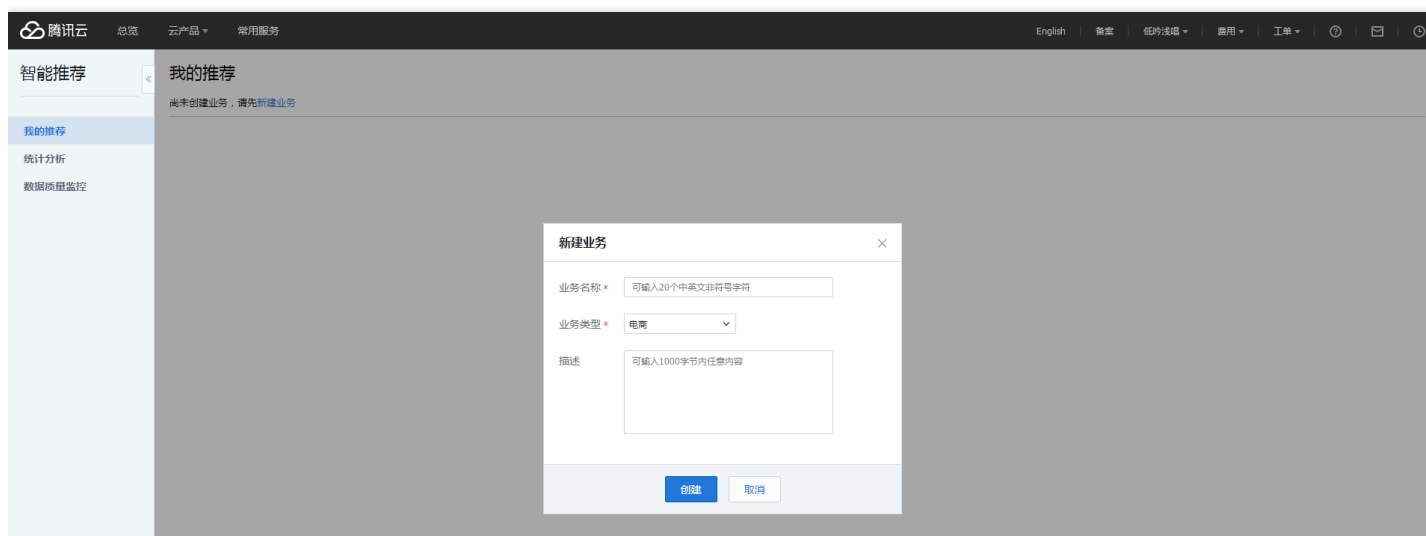 腾讯云 总览 云产品 常用服务 English 备案 低吟浅唱 费用 工单
智能推荐
我的推荐
尚未创建业务，请先新建业务
我的推荐
统计分析
数据质量监控
新建业务
业务名称 * 可输入20个中英文非符号字符
业务类型 * 电商
描述 可输入1000字节内任意内容
创建 取消